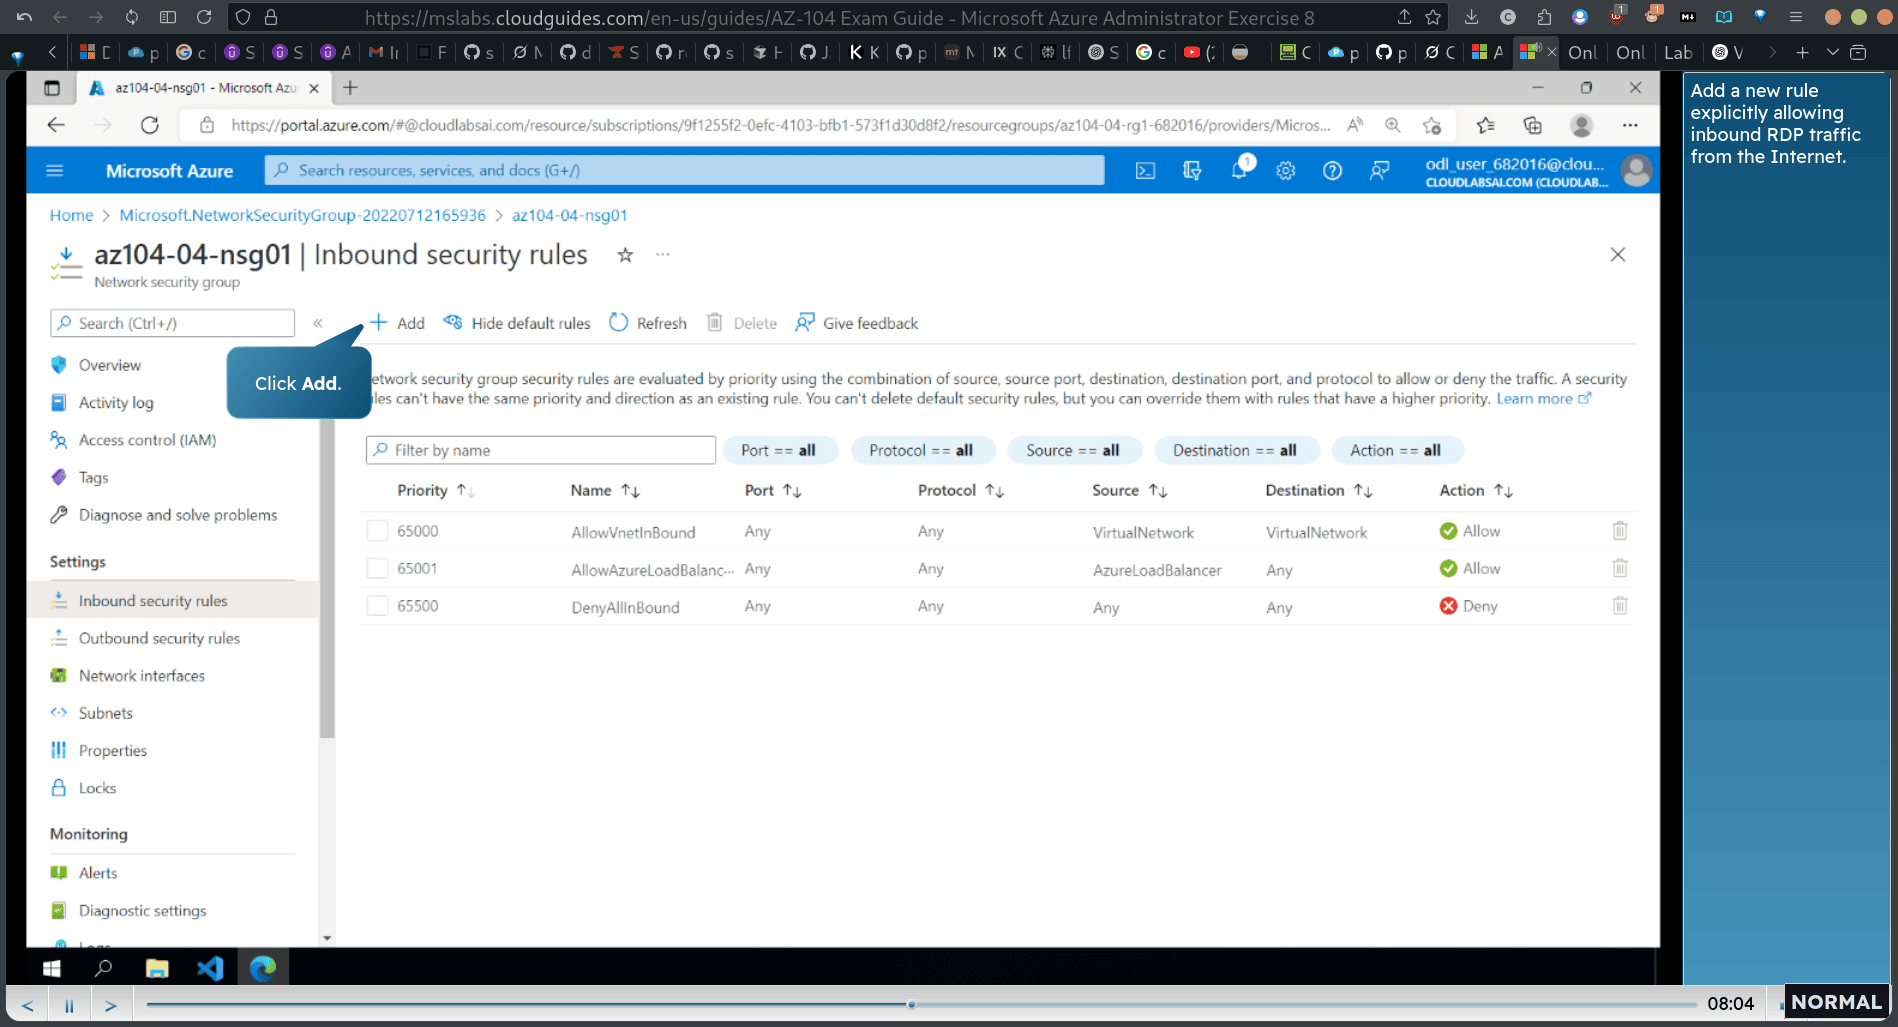 https://mslabs.cloudguides.com/en-us/guides/AZ-104 Exam Guide - Microsoft Azure Administrator Exercise 8
Onl
Onl
Lab
az104-04-nsg01 - Microsoft Azu
https://portal.azure.com/#@cloudlabsai.com/resource/subscriptions/9f1255f2-0efc-4103-bfb1-573f1d30d8f2/resourcegroups/az104-04-rg1-682016/providers/Micros...
Microsoft Azure
Search resources, services, and docs (G+/)
1
odl_user_682016@clou...
CLOUDLABSAI.COM (CLOUDLAB...
Home > Microsoft.NetworkSecurityGroup-20220712165936 > az104-04-nsg01
az104-04-nsg01 | Inbound security rules
Network security group
Search (Ctrl+/)
Add Hide default rules Refresh Delete Give feedback
Click Add.
etwork security group security rules are evaluated by priority using the combination of source, source port, destination, destination port, and protocol to allow or deny the traffic. A security
les can't have the same priority and direction as an existing rule. You can't delete default security rules, but you can override them with rules that have a higher priority. Learn more
Filter by name Port == all Protocol == all Source == all Destination == all Action == all
Priority Name Port Protocol Source Destination Action
65000 AllowVnetInBound Any Any VirtualNetwork VirtualNetwork Allow
65001 AllowAzureLoadBalanc... Any Any AzureLoadBalancer Any Allow
65500 DenyAllInBound Any Any Any Any Deny
Overview
Activity log
Access control (IAM)
Tags
Diagnose and solve problems
Settings
Inbound security rules
Outbound security rules
Network interfaces
Subnets
Properties
Locks
Monitoring
Alerts
Diagnostic settings
Logs
Add a new rule
explicitly allowing
inbound RDP traffic
from the Internet.
08:04
NORMAL